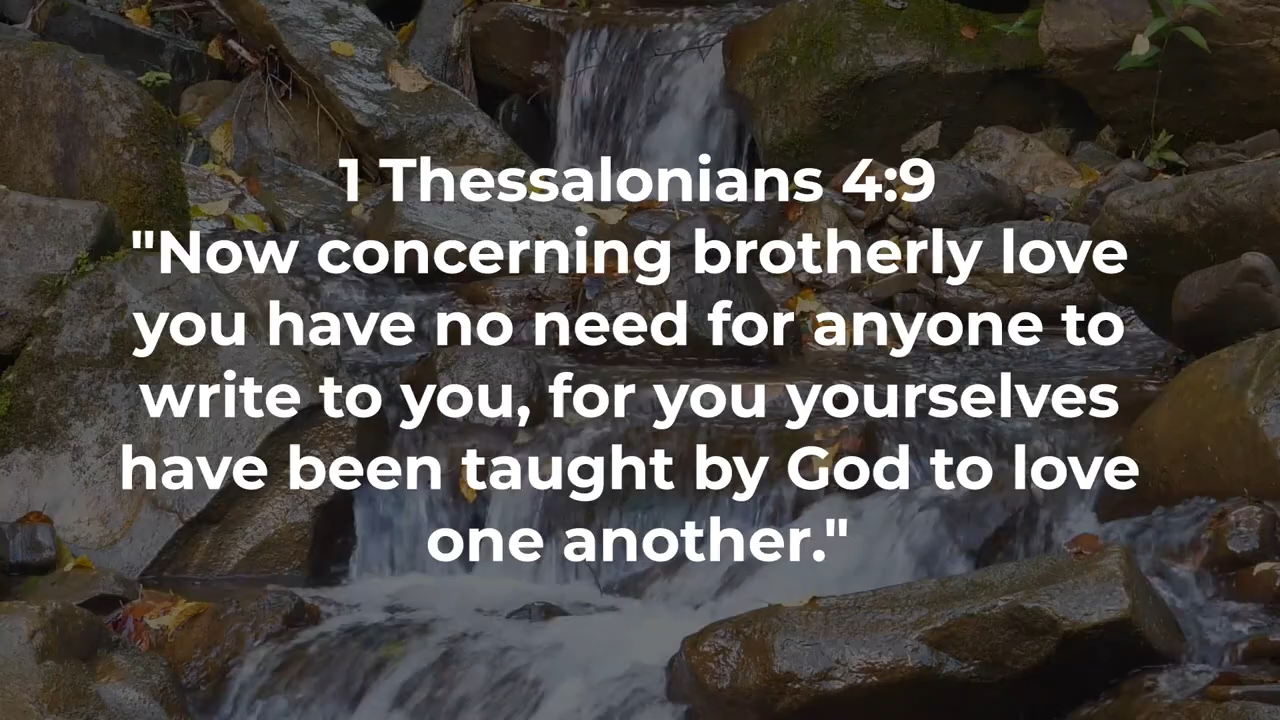 1 Thessalonians 4:9
"Now concerning brotherly love
you have no need for anyone to
write to you, for you yourselves
have been taught by God to love
one another."